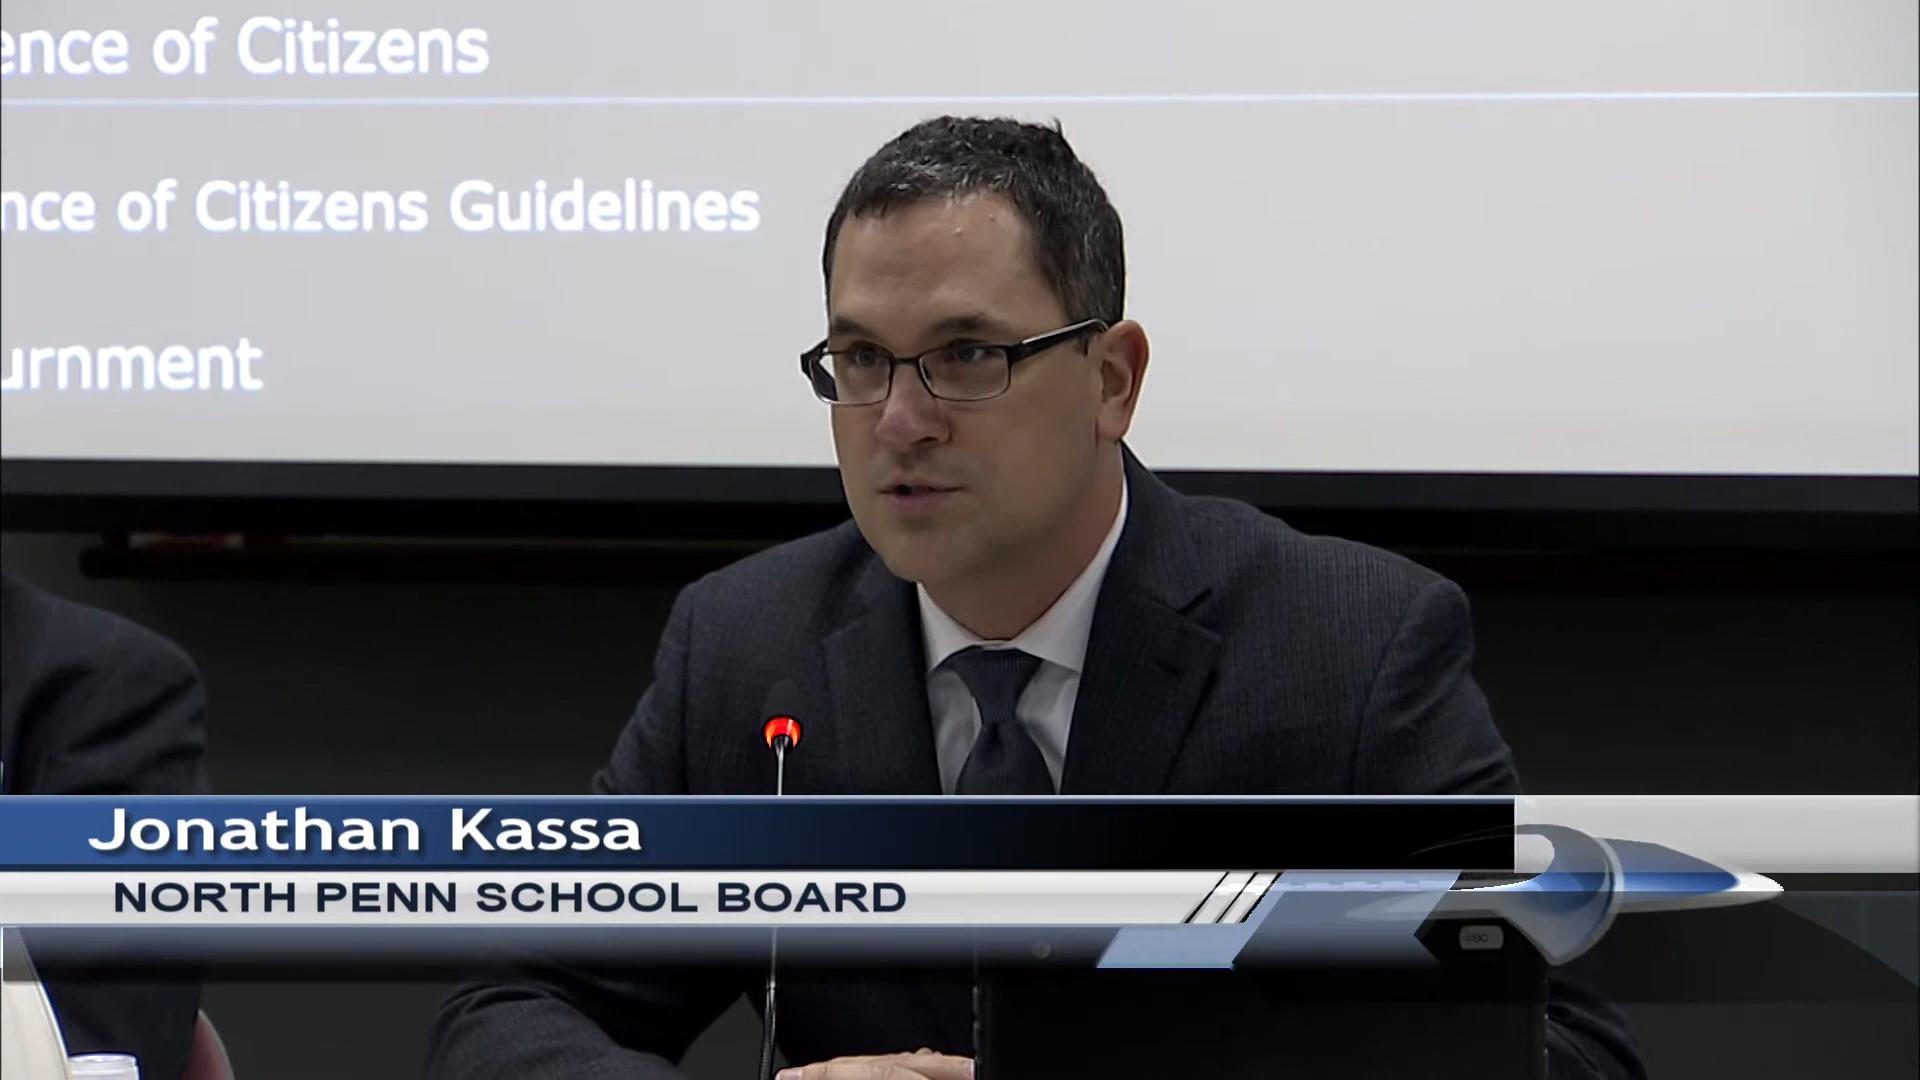 ence of Citizens
nce of Citizens Guidelines
urnment
Jonathan Kassa
NORTH PENN SCHOOL BOARD